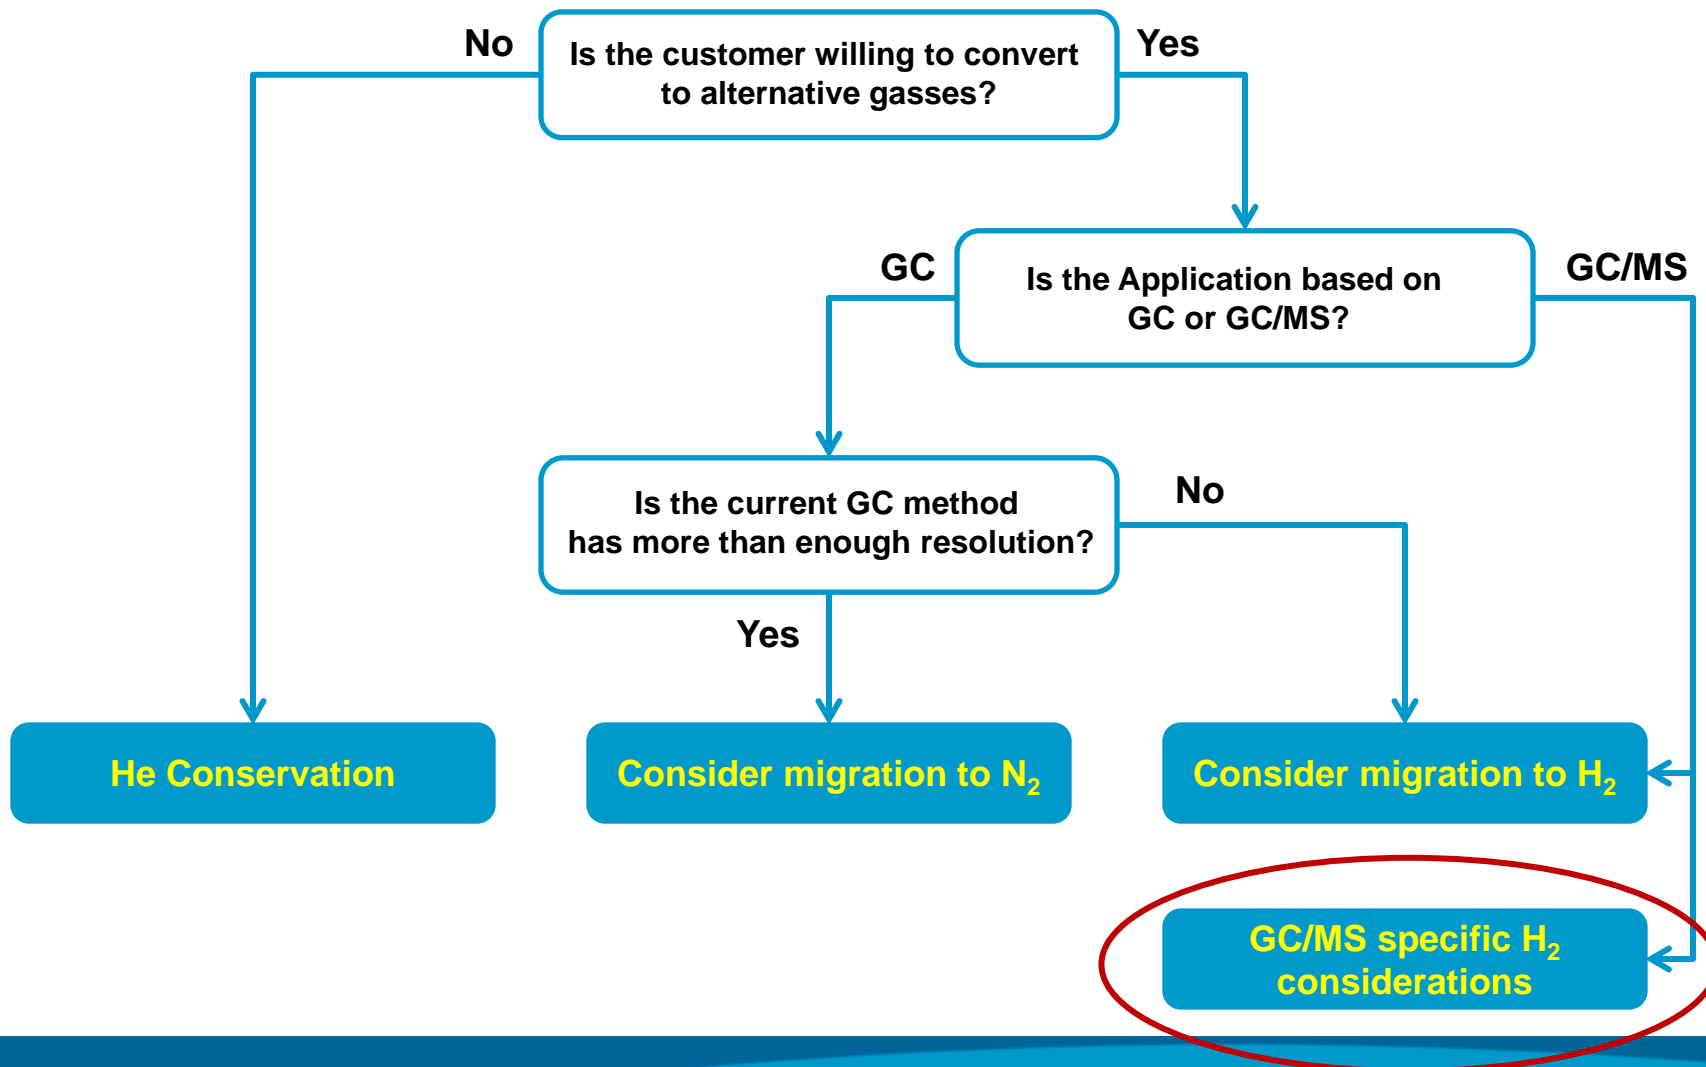 No
Is the customer willing to convert
to alternative gasses?
Yes
GC
Is the Application based on
GC or GC/MS?
GC/MS
Is the current GC method
has more than enough resolution?
No
Yes
He Conservation
Consider migration to N₂
Consider migration to H₂
GC/MS specific H₂
considerations